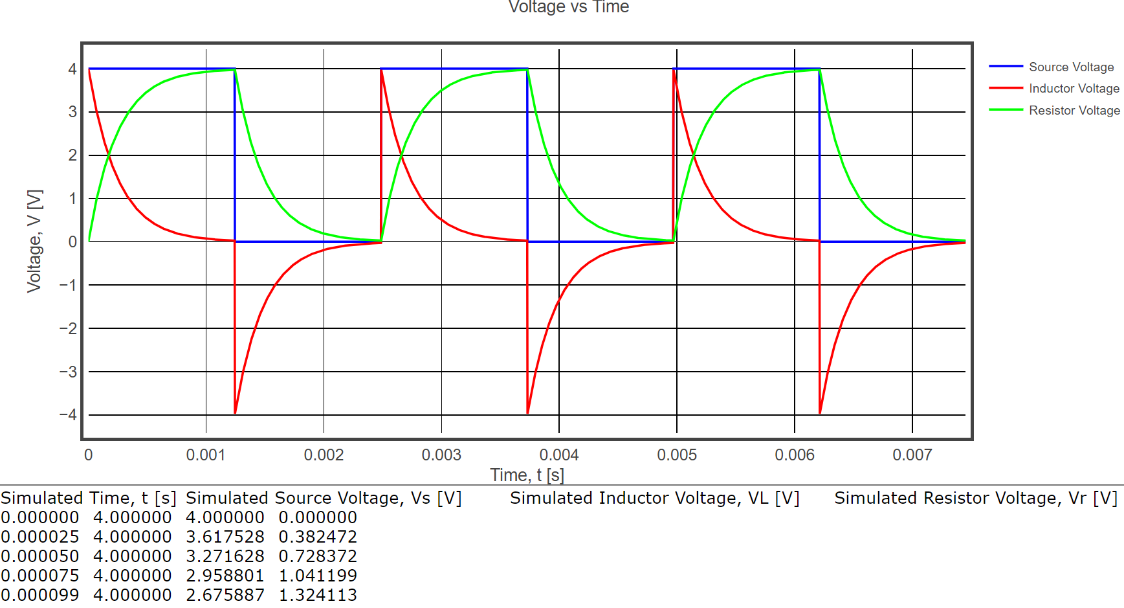 Voltage vs Time
Source Voltage
Inductor Voltage
Resistor Voltage
Voltage, V [V]
4
3
2
1
0
−1
−2
−3
−4
0 0.001 0.002 0.003 0.004 0.005 0.006 0.007
Time, t [s]
Simulated Time, t [s] Simulated Source Voltage, Vs [V] Simulated Inductor Voltage, VL [V] Simulated Resistor Voltage, Vr [V]
0.000000 4.000000 4.000000 0.000000
0.000025 4.000000 3.617528 0.382472
0.000050 4.000000 3.271628 0.728372
0.000075 4.000000 2.958801 1.041199
0.000099 4.000000 2.675887 1.324113